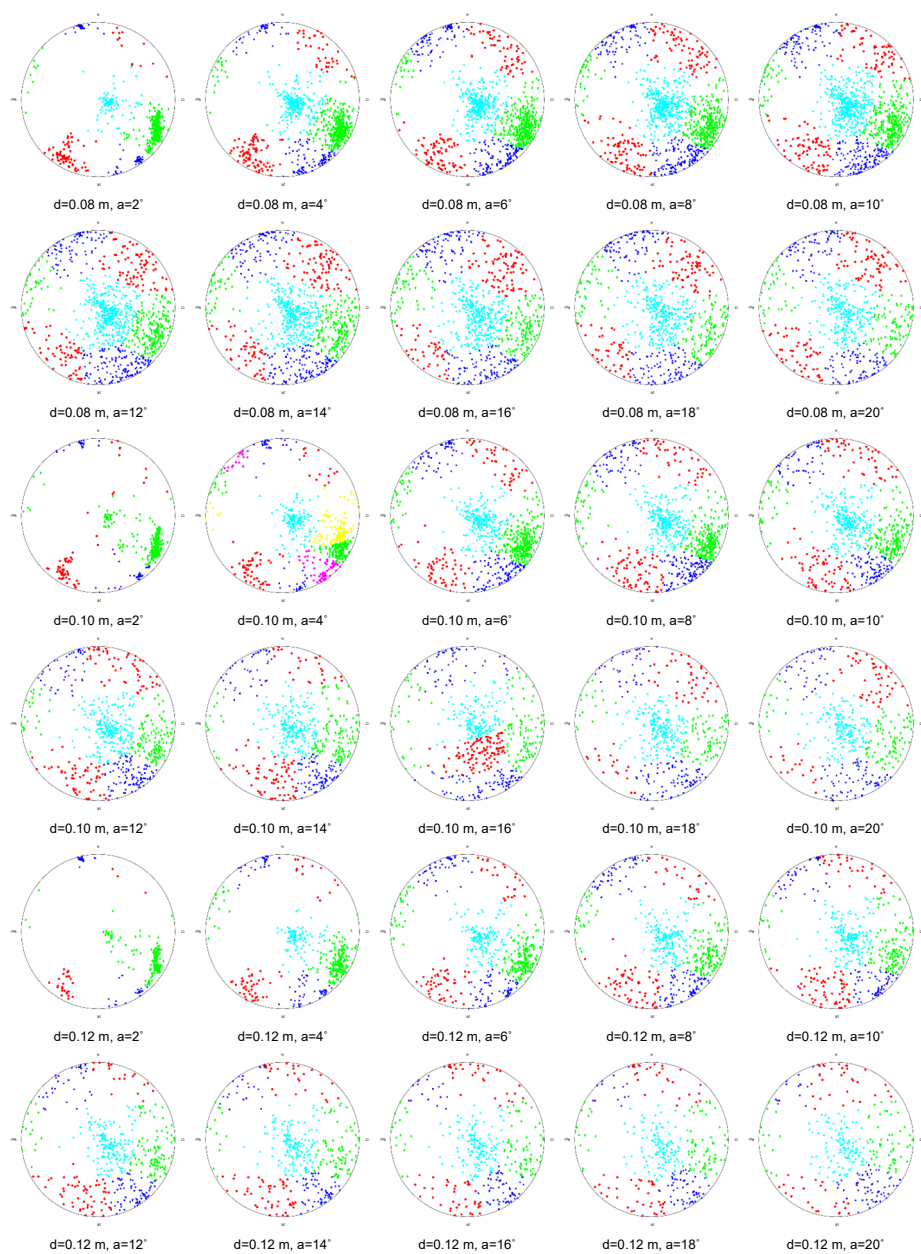 d=0.08 m, a=2° d=0.08 m, a=4° d=0.08 m, a=6° d=0.08 m, a=8° d=0.08 m, a=10°
d=0.08 m, a=12° d=0.08 m, a=14° d=0.08 m, a=16° d=0.08 m, a=18° d=0.08 m, a=20°
d=0.10 m, a=2° d=0.10 m, a=4° d=0.10 m, a=6° d=0.10 m, a=8° d=0.10 m, a=10°
d=0.10 m, a=12° d=0.10 m, a=14° d=0.10 m, a=16° d=0.10 m, a=18° d=0.10 m, a=20°
d=0.12 m, a=2° d=0.12 m, a=4° d=0.12 m, a=6° d=0.12 m, a=8° d=0.12 m, a=10°
d=0.12 m, a=12° d=0.12 m, a=14° d=0.12 m, a=16° d=0.12 m, a=18° d=0.12 m, a=20°